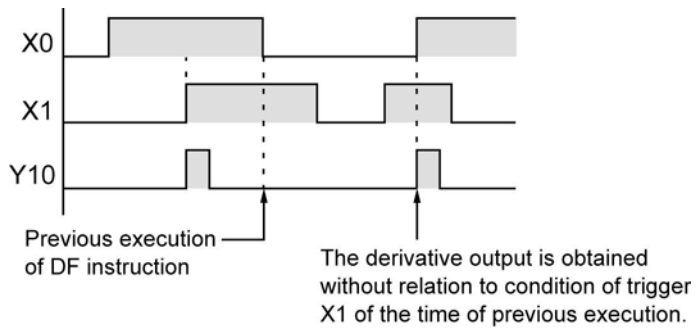 X0
X1
Y10
Previous execution
of DF instruction
The derivative output is obtained
without relation to condition of trigger
X1 of the time of previous execution.